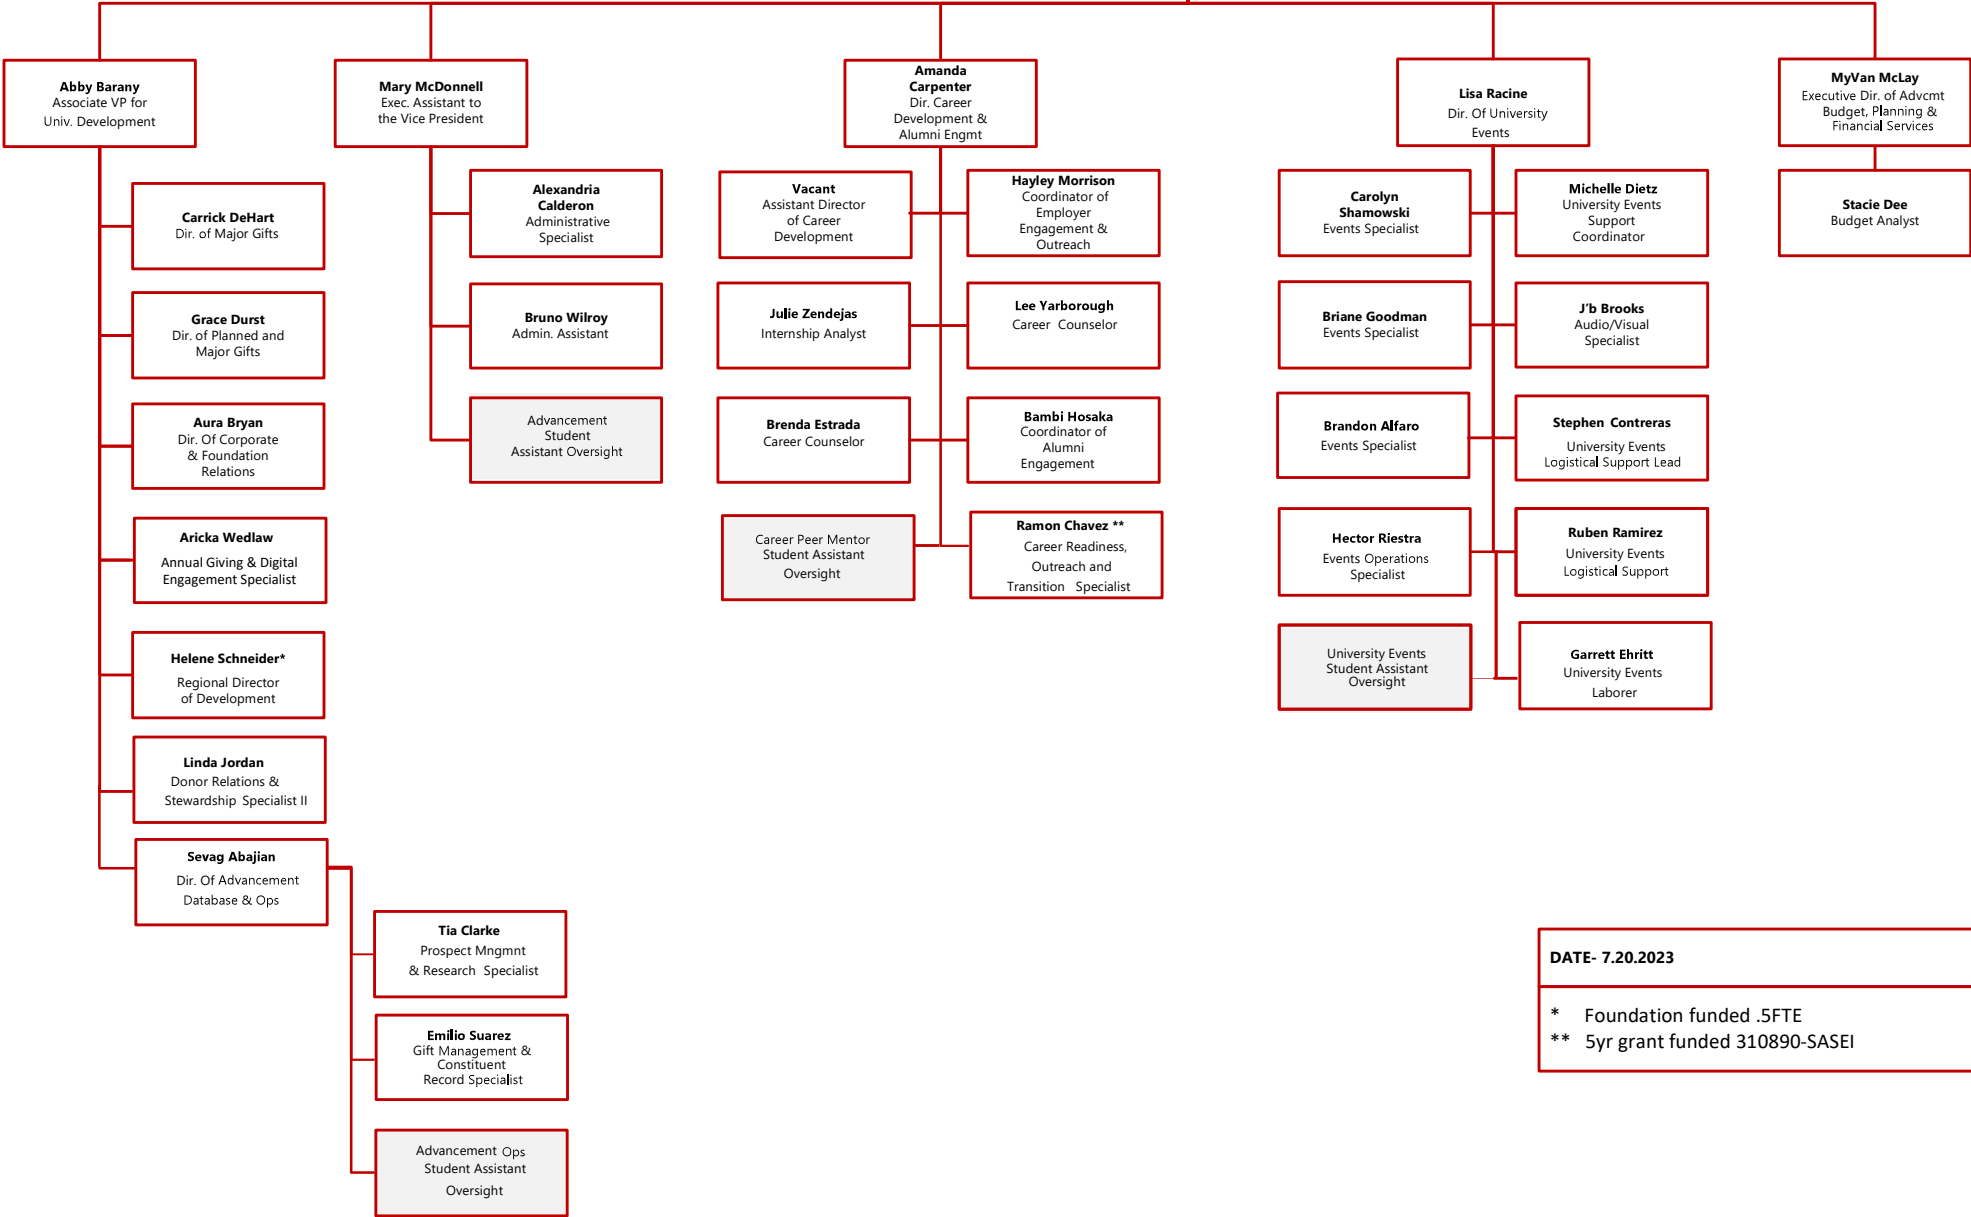 Abby Barany
Associate VP for
Univ. Development
Mary McDonnell
Exec. Assistant to
the Vice President
Amanda
Carpenter
Dir. Career
Development &
Alumni Engmt
Lisa Racine
Dir. Of University
Events
MyVan McLay
Executive Dir. of Advcmt
Budget, Planning &
Financial Services
Carrick DeHart
Dir. of Major Gifts
Grace Durst
Dir. of Planned and
Major Gifts
Aura Bryan
Dir. Of Corporate
& Foundation
Relations
Aricka Wedlaw
Annual Giving & Digital
Engagement Specialist
Helene Schneider*
Regional Director
of Development
Linda Jordan
Donor Relations &
Stewardship Specialist II
Sevag Abajian
Dir. Of Advancement
Database & Ops
Tia Clarke
Prospect Mngmnt
& Research Specialist
Emilio Suarez
Gift Management &
Constituent
Record Specialist
Advancement Ops
Student Assistant
Oversight
Alexandria
Calderon
Administrative
Specialist
Bruno Wilroy
Admin. Assistant
Advancement
Student
Assistant Oversight
Vacant
Assistant Director
of Career
Development
Hayley Morrison
Coordinator of
Employer
Engagement &
Outreach
Julie Zendejas
Internship Analyst
Lee Yarborough
Career Counselor
Brenda Estrada
Career Counselor
Bambi Hosaka
Coordinator of
Alumni
Engagement
Career Peer Mentor
Student Assistant
Oversight
Ramon Chavez **
Career Readiness,
Outreach and
Transition Specialist
Carolyn
Shamowski
Events Specialist
Michelle Dietz
University Events
Support
Coordinator
Briane Goodman
Events Specialist
J'b Brooks
Audio/Visual
Specialist
Brandon Alfaro
Events Specialist
Stephen Contreras
University Events
Logistical Support Lead
Hector Riestra
Events Operations
Specialist
Ruben Ramirez
University Events
Logistical Support
University Events
Student Assistant
Oversight
Garrett Ehritt
University Events
Laborer
Stacie Dee
Budget Analyst
DATE- 7.20.2023
* Foundation funded .5FTE
** 5yr grant funded 310890-SASEI